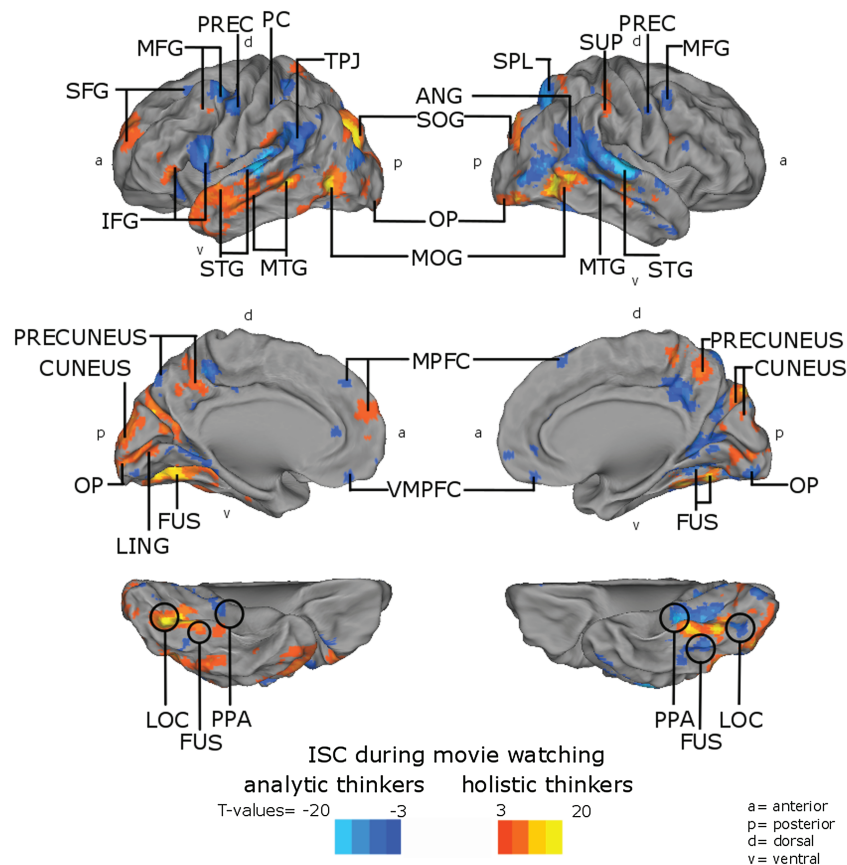 PREC PC PREC
d d
MFG TPJ SUP MFG
SFG SPL
ANG
SOG
a p p a
IFG OP
v
STG MTG MOG MTG STG
v
d d
PRECUNEUS MPFC PRECUNEUS
CUNEUS CUNEUS
p a a p
OP VMPFC OP
v v
FUS FUS
LING
LOC PPA PPA LOC
FUS FUS
ISC during movie watching
analytic thinkers holistic thinkers
T-values= -20 -3 3 20
a= anterior
p= posterior
d= dorsal
v= ventral